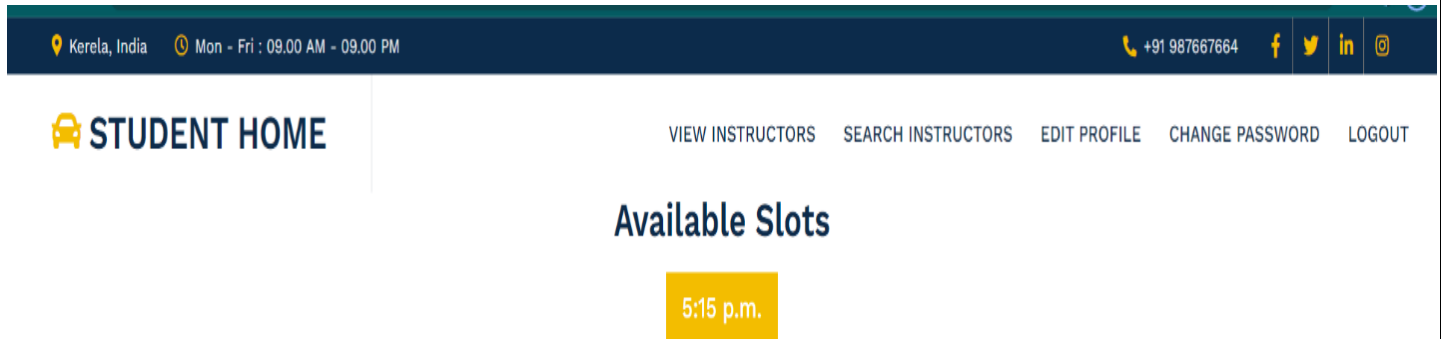 Kerela, India Mon - Fri : 09.00 AM - 09.00 PM +91 987667664
STUDENT HOME VIEW INSTRUCTORS SEARCH INSTRUCTORS EDIT PROFILE CHANGE PASSWORD LOGOUT
Available Slots
5:15 p.m.